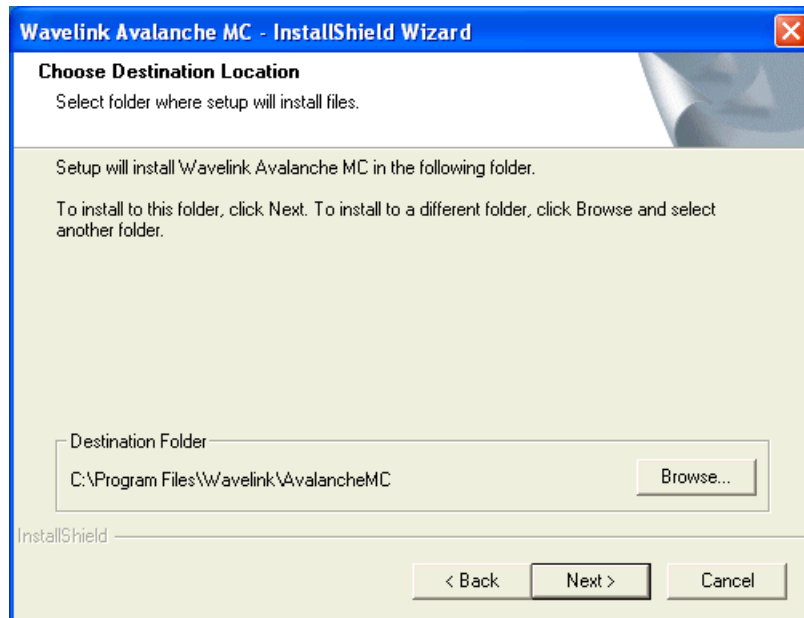 Wavelink Avalanche MC - InstallShield Wizard
Choose Destination Location
Select folder where setup will install files.
Setup will install Wavelink Avalanche MC in the following folder.
To install to this folder, click Next. To install to a different folder, click Browse and select
another folder.
Destination Folder
C:\Program Files\Wavelink\AvalancheMC
Browse...
InstallShield
< Back
Next >
Cancel